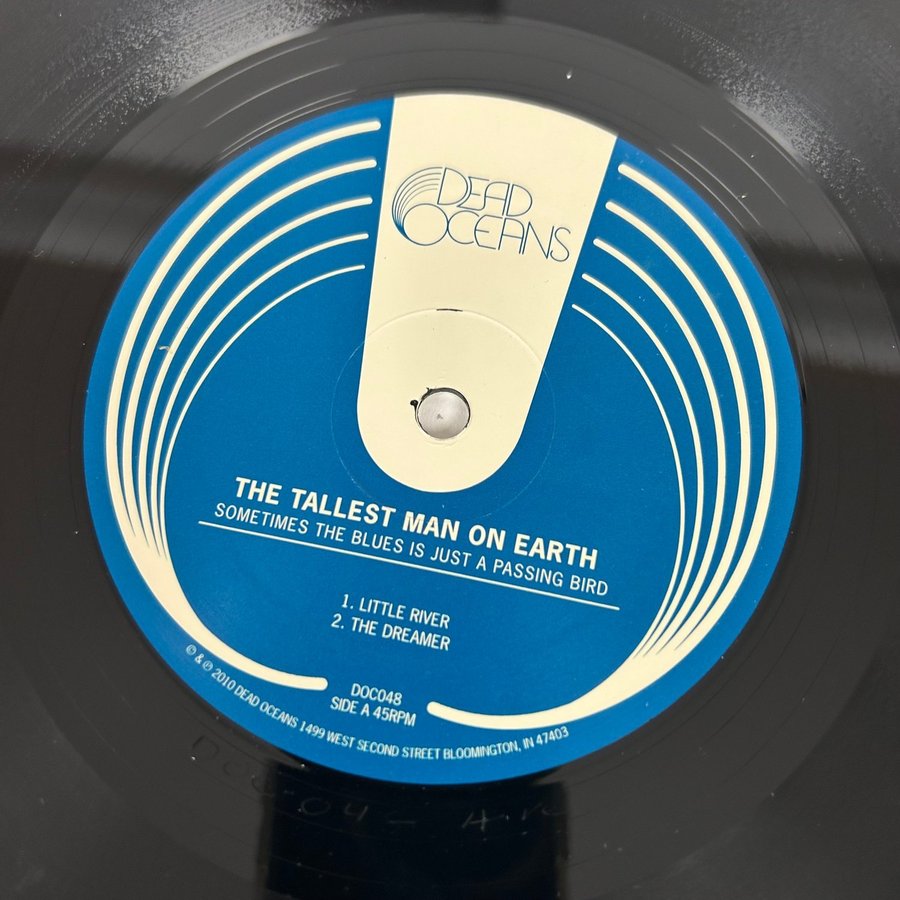 DEAD
OCEANS
THE TALLEST MAN ON EARTH
SOMETIMES THE BLUES IS JUST A PASSING BIRD
1. LITTLE RIVER
2. THE DREAMER
DOC048
SIDE A 45RPM
© & ℗ 2010 DEAD OCEANS 1499 WEST SECOND STREET BLOOMINGTON, IN 47403